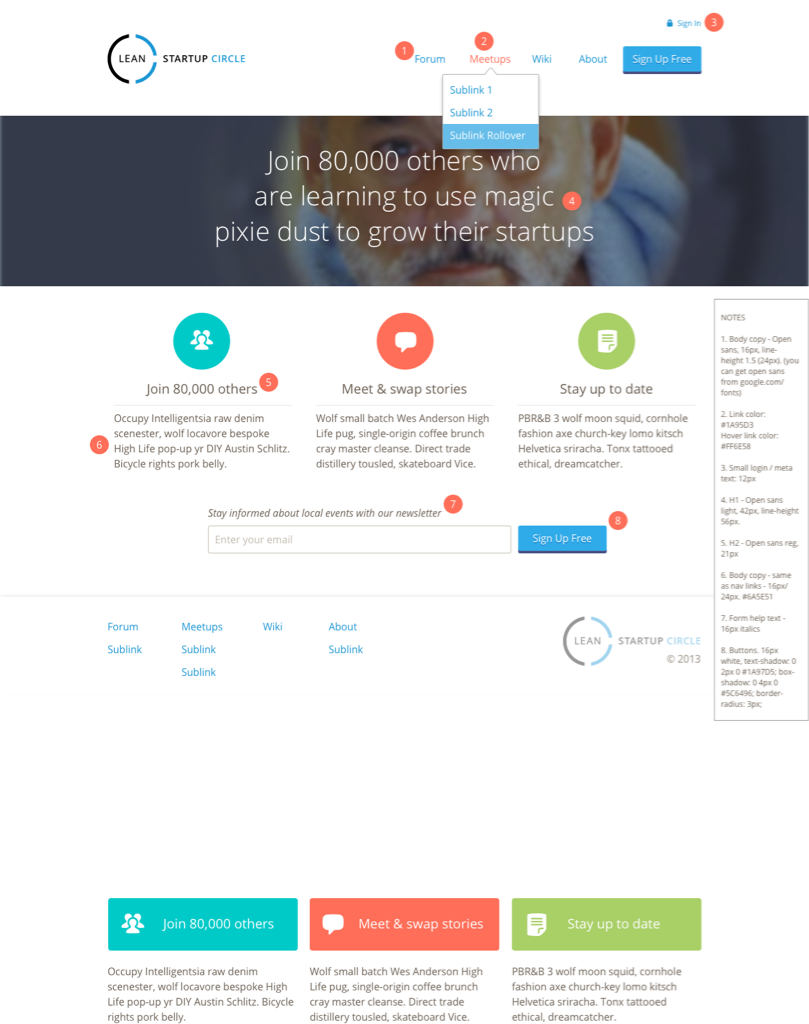 Sign In 3
LEAN STARTUP CIRCLE
1 Forum
2
Meetups
Wiki
About
Sign Up Free
Sublink 1
Sublink 2
Sublink Rollover
Join 80,000 others who
are learning to use magic 4
pixie dust to grow their startups
Join 80,000 others 5
Occupy Intelligentsia raw denim
scenester, wolf locavore bespoke
6 High Life pop-up yr DIY Austin Schlitz.
Bicycle rights pork belly.
Meet & swap stories
Wolf small batch Wes Anderson High
Life pug, single-origin coffee brunch
cray master cleanse. Direct trade
distillery tousled, skateboard Vice.
Stay up to date
PBR&B 3 wolf moon squid, cornhole
fashion axe church-key lomo kitsch
Helvetica sriracha. Tonx tattooed
ethical, dreamcatcher.
Stay informed about local events with our newsletter 7
Enter your email
Sign Up Free 8
NOTES
1. Body copy - Open
sans, 16px, line-
height 1.5 (24px). (you
can get open sans
from google.com/
fonts)
2. Link color:
#1A95D3
Hover link color:
#FF6E58
3. Small login / meta
text: 12px
4. H1 - Open sans
light, 42px, line-height
56px.
5. H2 - Open sans reg,
21px
6. Body copy - same
as nav links - 16px/
24px. #6A5E51
7. Form help text -
16px italics
8. Buttons. 16px
white, text-shadow: 0
2px 0 #1A97D5; box-
shadow: 0 4px 0
#5C6496; border-
radius: 3px;
Forum
Sublink
Meetups
Sublink
Sublink
Wiki
About
Sublink
LEAN STARTUP CIRCLE
© 2013
Join 80,000 others
Occupy Intelligentsia raw denim
scenester, wolf locavore bespoke High
Life pop-up yr DIY Austin Schlitz. Bicycle
rights pork belly.
Meet & swap stories
Wolf small batch Wes Anderson High
Life pug, single-origin coffee brunch
cray master cleanse. Direct trade
distillery tousled, skateboard Vice.
Stay up to date
PBR&B 3 wolf moon squid, cornhole
fashion axe church-key lomo kitsch
Helvetica sriracha. Tonx tattooed
ethical, dreamcatcher.